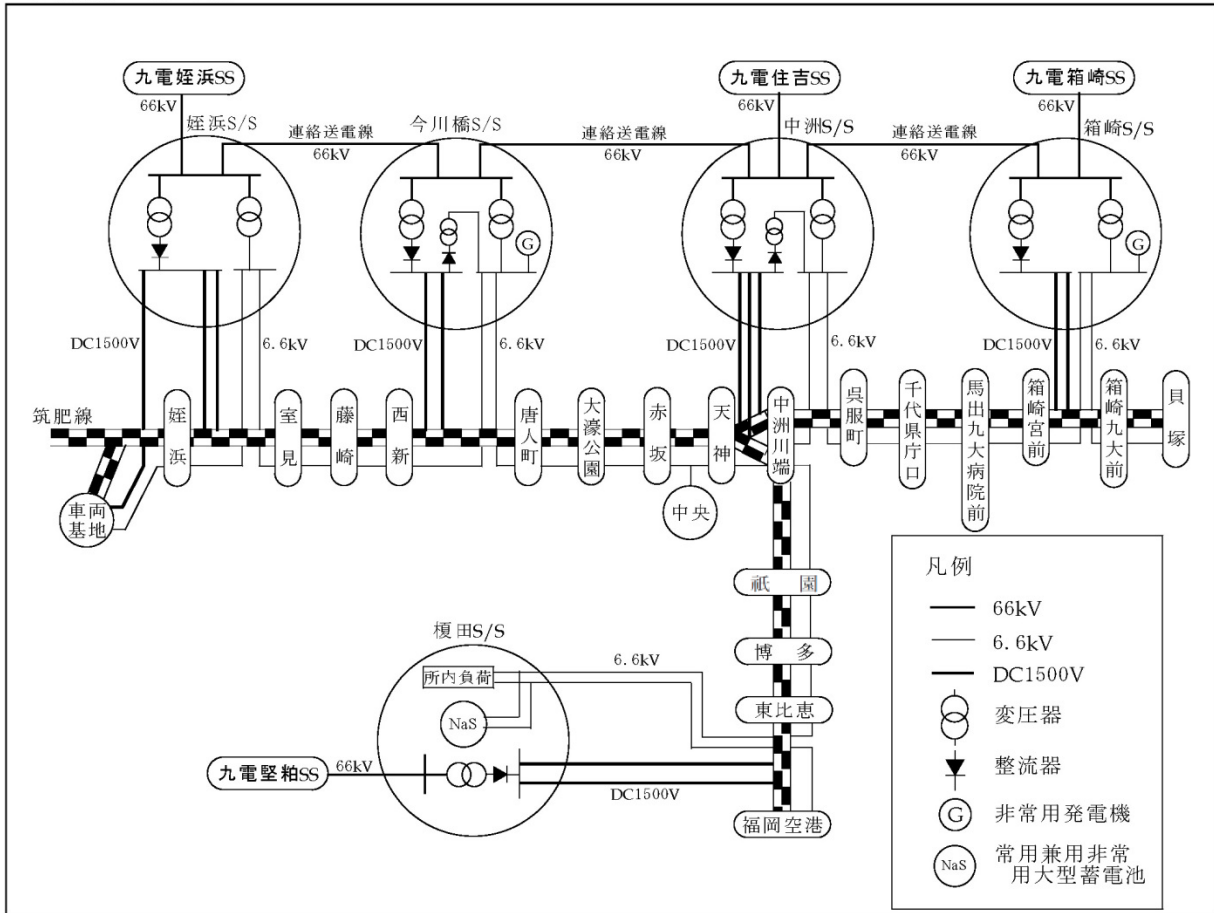 九電姪浜SS
九電住吉SS
九電箱崎SS
66kV
66kV
66kV
姪浜S/S
今川橋S/S
中洲S/S
箱崎S/S
連絡送電線
66kV
連絡送電線
66kV
連絡送電線
66kV
G
G
DC1500V
6.6kV
DC1500V
6.6kV
DC1500V
6.6kV
DC1500V
6.6kV
筑肥線
姪浜
室見
藤崎
西新
唐人町
大濠公園
赤坂
天神
中洲川端
呉服町
千代県庁口
馬出九大病院前
箱崎宮前
箱崎九大前
貝塚
車両
基地
中央
祇園
博多
東比恵
福岡空港
榎田S/S
所内負荷
6.6kV
NaS
九電堅粕SS
66kV
DC1500V
凡例
66kV
6.6kV
DC1500V
変圧器
整流器
G
非常用発電機
NaS
常用兼用非常
用大型蓄電池